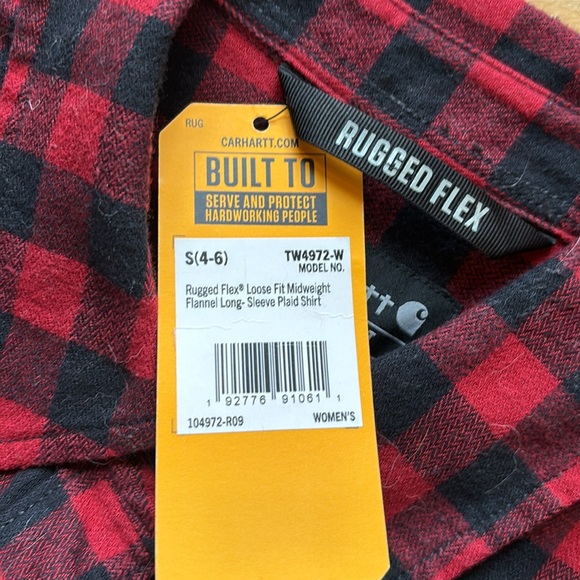 RUG
CARHARTT.COM
BUILT TO
SERVE AND PROTECT
HARDWORKING PEOPLE
RUGGED FLEX
S(4-6) TW4972-W
MODEL NO.
Rugged Flex® Loose Fit Midweight
Flannel Long- Sleeve Plaid Shirt
1 92776 91061 1
104972-R09 WOMEN'S